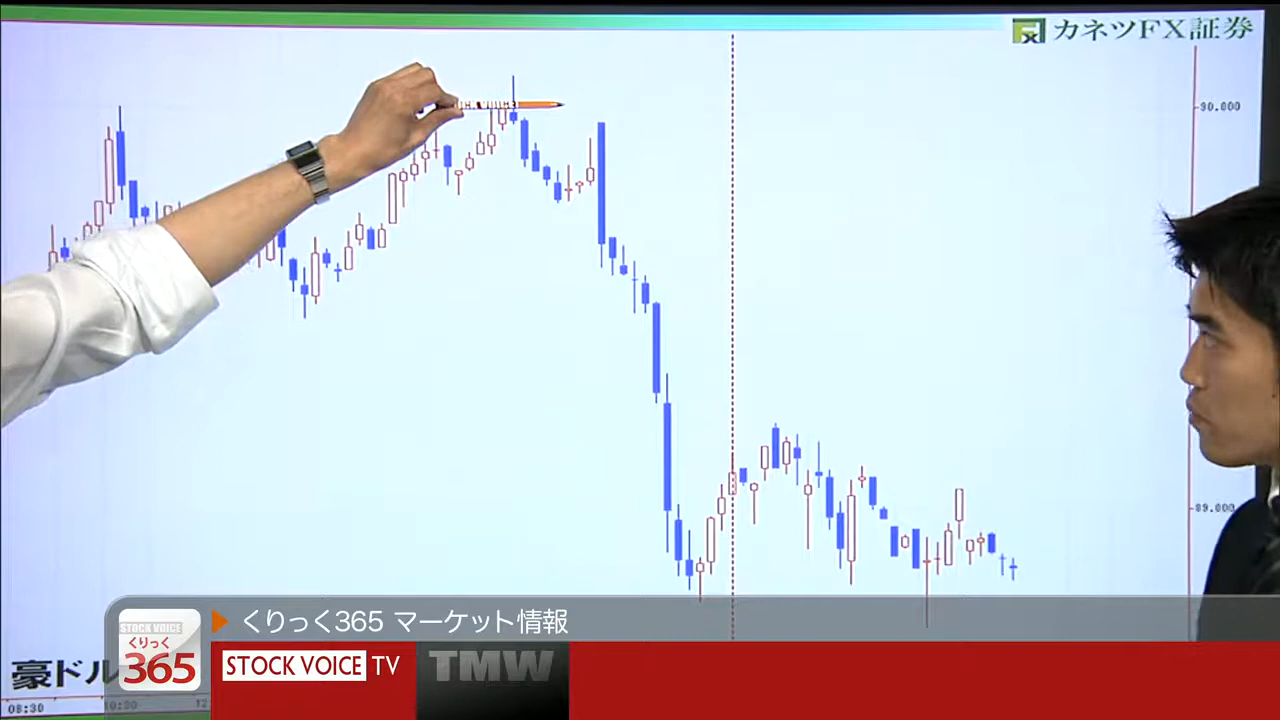 カネツFX証券
90.000
89.000
くりっく365 マーケット情報
STOCK VOICE
くりっく
365
STOCK VOICE TV
TMW
豪ドル
08:30
10:30
12